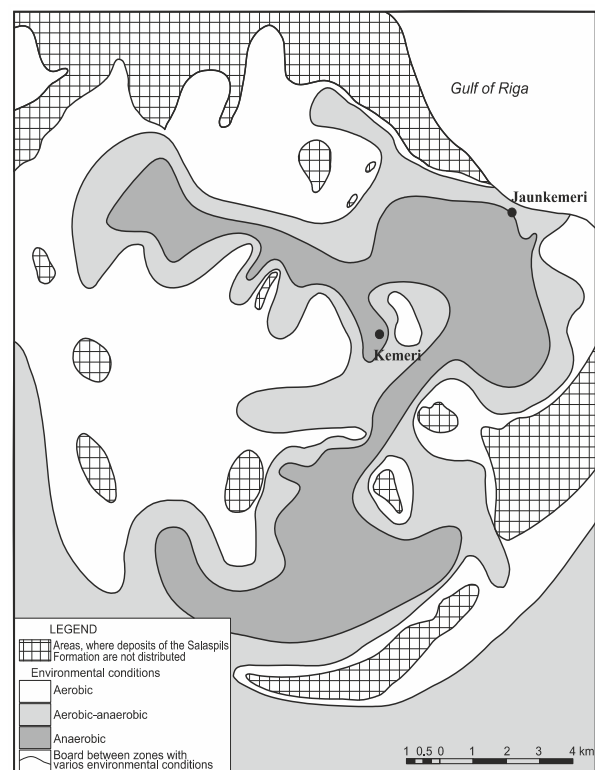 Gulf of Riga
Jaunkemeri
Kemeri
LEGEND
Areas, where deposits of the Salaspils
Formation are not distributed
Environmental conditions
Aerobic
Aerobic-anaerobic
Anaerobic
Board between zones with
varios environmental conditions
1 0.5 0 1 2 3 4 km